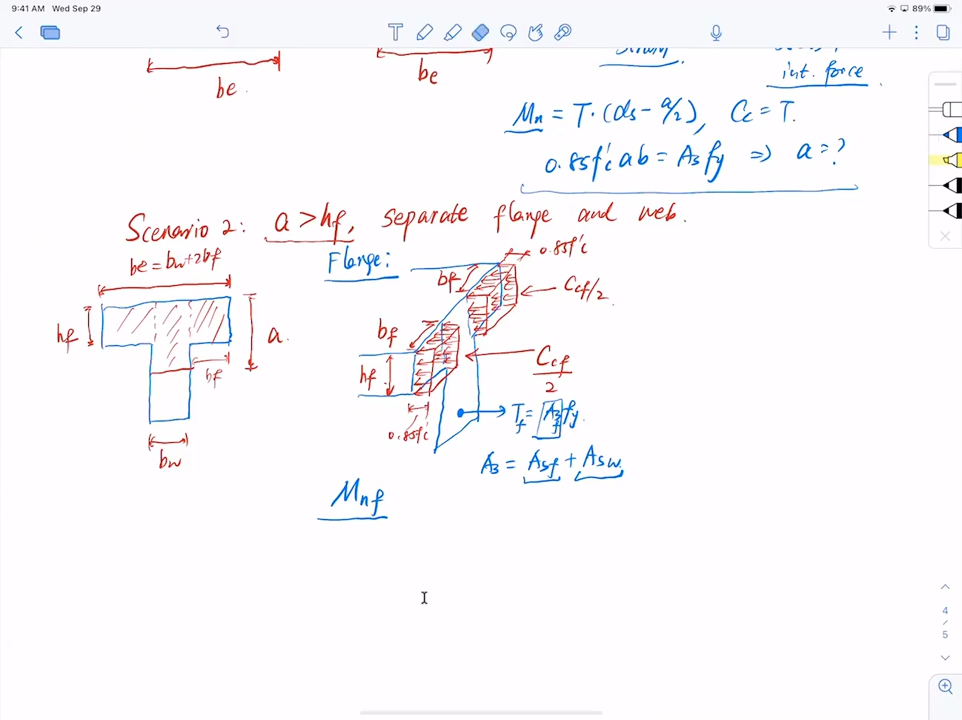 9:41 AM Wed Sep 29
89%
be
be
int. force
Mn = T·(ds - a/2), Cc = T.
0.85f'c ab = As fy ⇒ a = ?
Scenario 2: a > hf, separate flange and web.
be = bw + 2bf
Flange:
0.85f'c
bf
Ccf/2
hf
a
bf
bf
hf
Ccf
2
0.85f'c
Tf = Asf fy
bw
As = Asf + Asw
Mnf
4
/
5